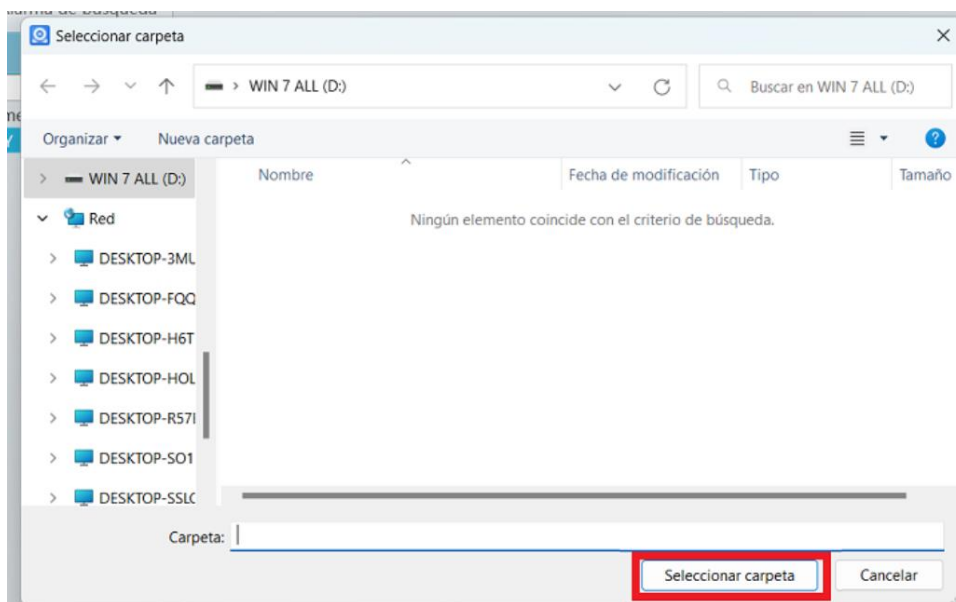 Seleccionar carpeta
WIN 7 ALL (D:)
Buscar en WIN 7 ALL (D:)
Organizar
Nueva carpeta
WIN 7 ALL (D:)
Nombre
Fecha de modificación
Tipo
Tamaño
Red
Ningún elemento coincide con el criterio de búsqueda.
DESKTOP-3MU
DESKTOP-FQQ
DESKTOP-H6T
DESKTOP-HOL
DESKTOP-R57I
DESKTOP-SO1
DESKTOP-SSLC
Carpeta:
Seleccionar carpeta
Cancelar